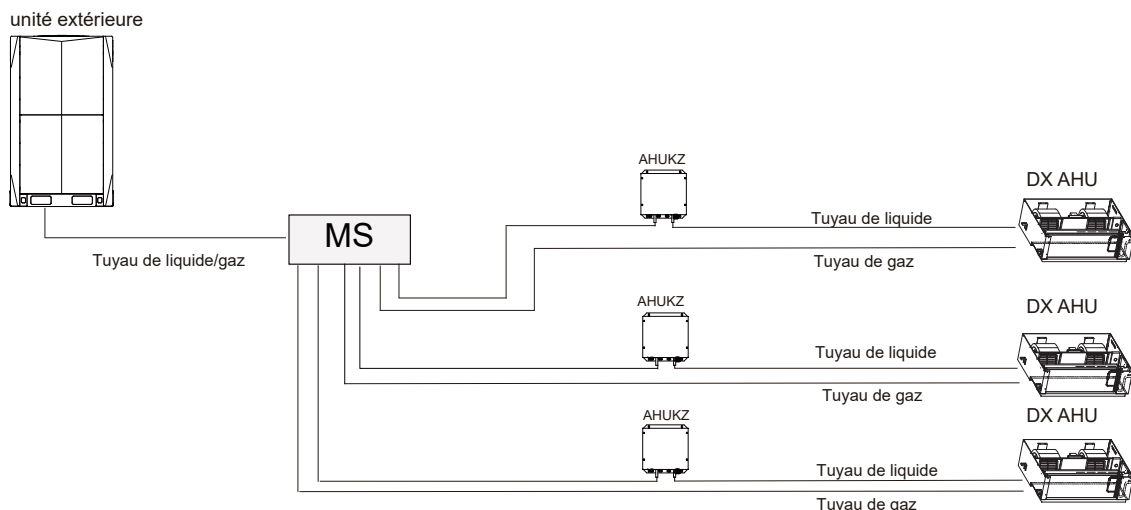 unité extérieure
AHUKZ
DX AHU
Tuyau de liquide
MS
Tuyau de liquide/gaz
Tuyau de gaz
AHUKZ
DX AHU
Tuyau de liquide
Tuyau de gaz
AHUKZ
DX AHU
Tuyau de liquide
Tuyau de gaz